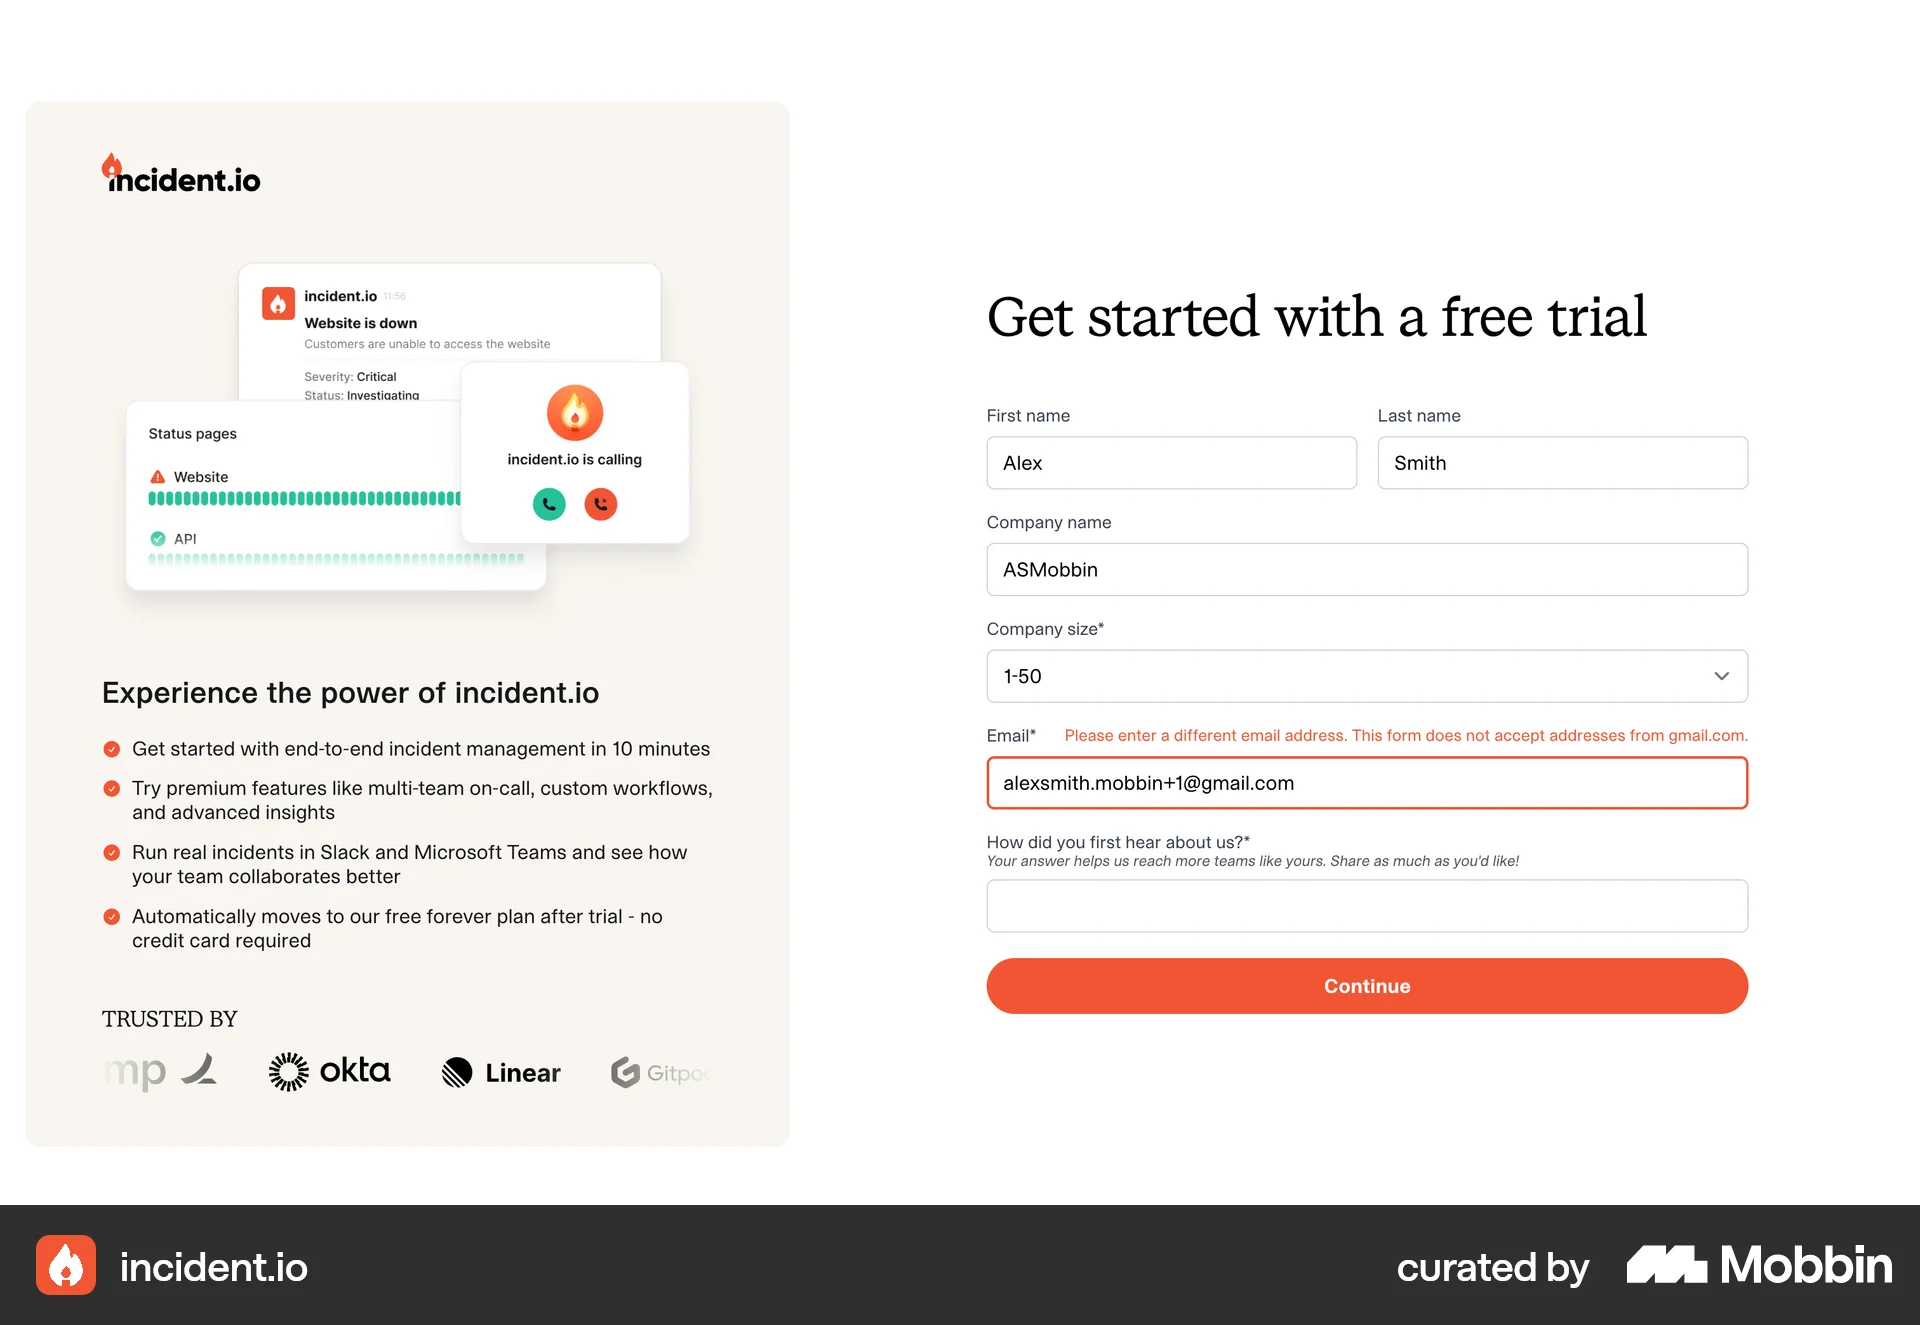 incident.io
incident.io 11:56
Website is down
Customers are unable to access the website
Severity: Critical
Status: Investigating
Status pages
Website
API
incident.io is calling
Experience the power of incident.io
Get started with end-to-end incident management in 10 minutes
Try premium features like multi-team on-call, custom workflows,
and advanced insights
Run real incidents in Slack and Microsoft Teams and see how
your team collaborates better
Automatically moves to our free forever plan after trial - no
credit card required
TRUSTED BY
mp okta Linear Gitpod
Get started with a free trial
First name Last name
Alex Smith
Company name
ASMobbin
Company size*
1-50
Email* Please enter a different email address. This form does not accept addresses from gmail.com.
alexsmith.mobbin+1@gmail.com
How did you first hear about us?*
Your answer helps us reach more teams like yours. Share as much as you'd like!
Continue
incident.io curated by Mobbin